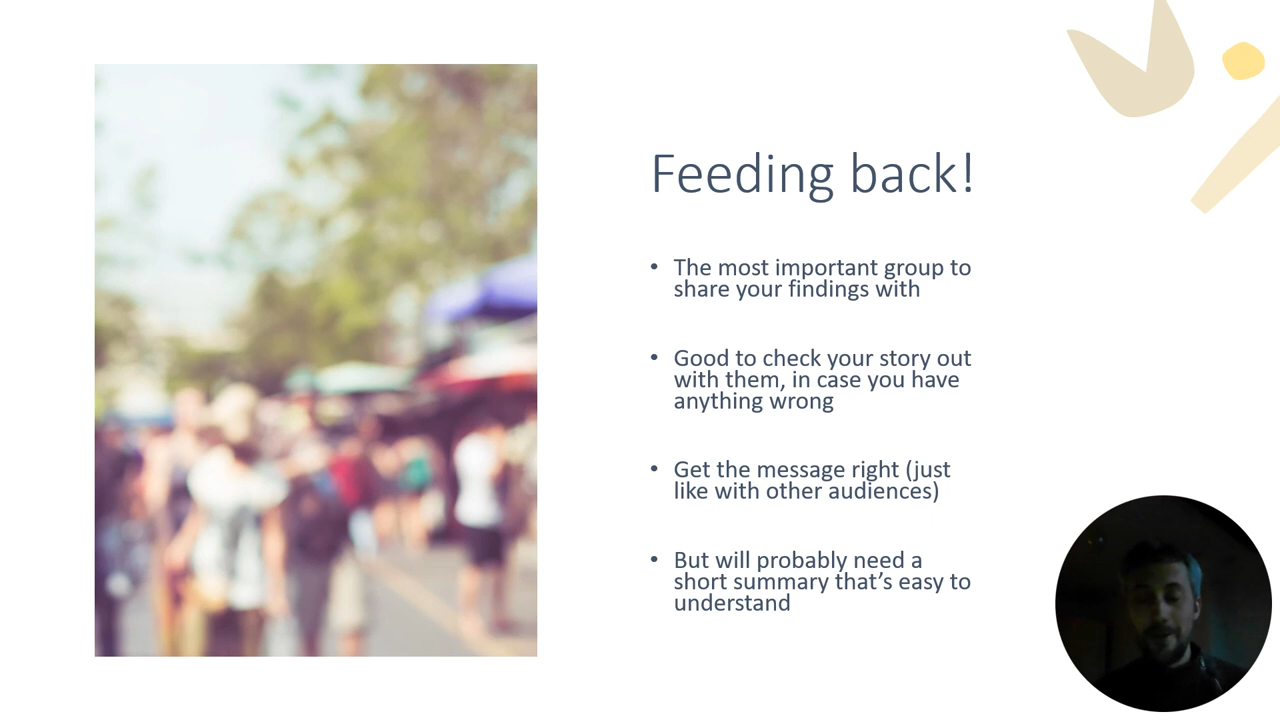 Feeding back!
• The most important group to
share your findings with
• Good to check your story out
with them, in case you have
anything wrong
• Get the message right (just
like with other audiences)
• But will probably need a
short summary that’s easy to
understand